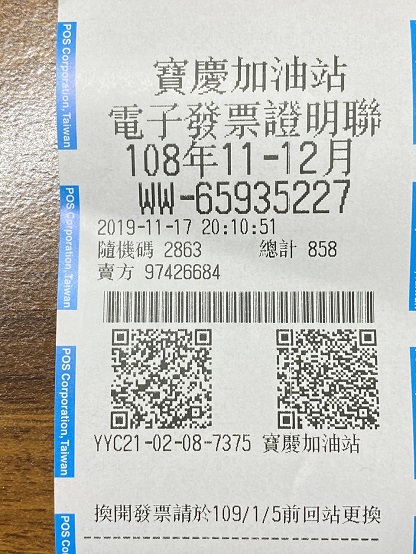 寶慶加油站
電子發票證明聯
108年11-12月
WW-65935227
2019-11-17 20:10:51
隨機碼 2863 總計 858
賣方 97426684
YYC21-02-08-7375 寶慶加油站
換開發票請於109/1/5前回站更換
POS Corporation, Taiwan
POS Corporation, Taiwan
POS Corporation, Taiwan
PO